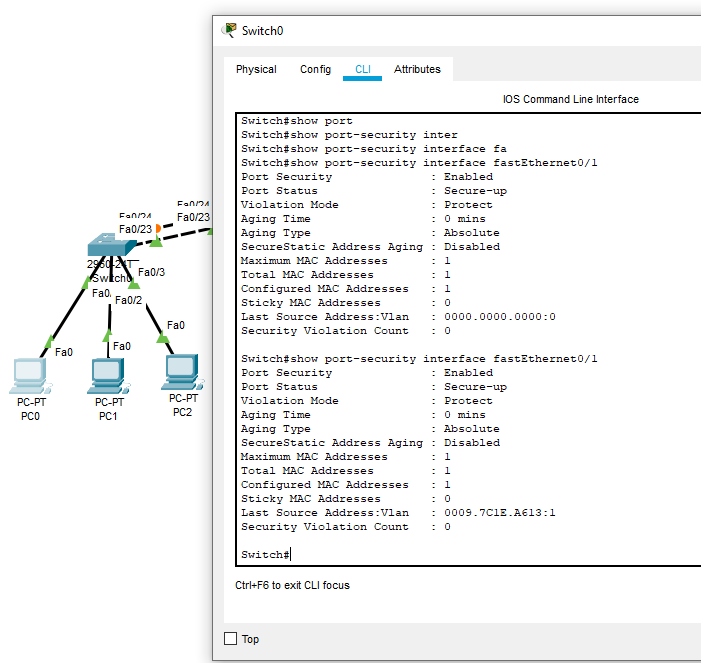 Switch0
Physical Config CLI Attributes
IOS Command Line Interface
Switch#show port
Switch#show port-security inter
Switch#show port-security interface fa
Switch#show port-security interface fastEthernet0/1
Port Security : Enabled
Port Status : Secure-up
Violation Mode : Protect
Aging Time : 0 mins
Aging Type : Absolute
SecureStatic Address Aging : Disabled
Maximum MAC Addresses : 1
Total MAC Addresses : 1
Configured MAC Addresses : 1
Sticky MAC Addresses : 0
Last Source Address:Vlan : 0000.0000.0000:0
Security Violation Count : 0
Switch#show port-security interface fastEthernet0/1
Port Security : Enabled
Port Status : Secure-up
Violation Mode : Protect
Aging Time : 0 mins
Aging Type : Absolute
SecureStatic Address Aging : Disabled
Maximum MAC Addresses : 1
Total MAC Addresses : 1
Configured MAC Addresses : 1
Sticky MAC Addresses : 0
Last Source Address:Vlan : 0009.7C1E.A613:1
Security Violation Count : 0
Switch#
Ctrl+F6 to exit CLI focus
Top
Fa0/24
Fa0/23
Fa0/24
Fa0/23
2960-24TT
Switch0
Fa0/3
Fa0/2
Fa0
Fa0
Fa0
PC-PT
PC0
PC-PT
PC1
PC-PT
PC2